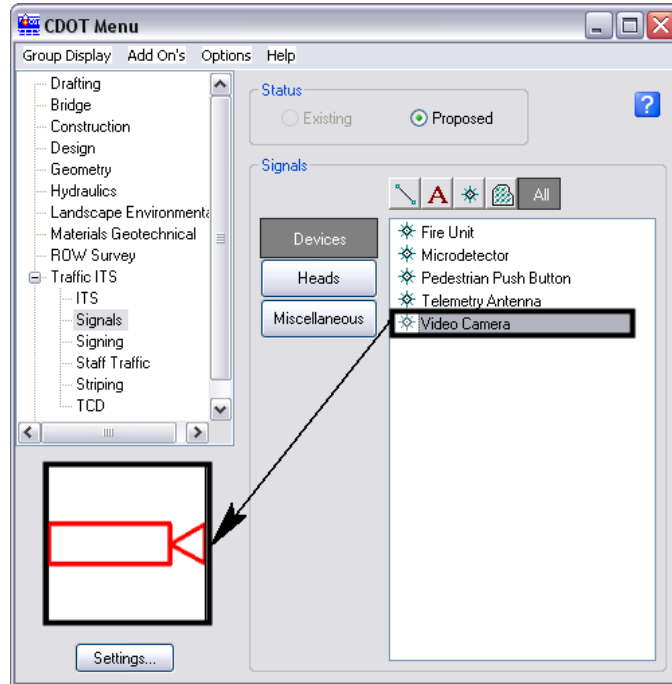 CDOT Menu
Group Display Add On's Options Help
Drafting
Bridge
Construction
Design
Geometry
Hydraulics
Landscape Environmenta
Materials Geotechnical
ROW Survey
Traffic ITS
ITS
Signals
Signing
Staff Traffic
Striping
TCD
Settings...
Status
Existing Proposed
?
Signals
A All
Devices
Heads
Miscellaneous
Fire Unit
Microdetector
Pedestrian Push Button
Telemetry Antenna
Video Camera